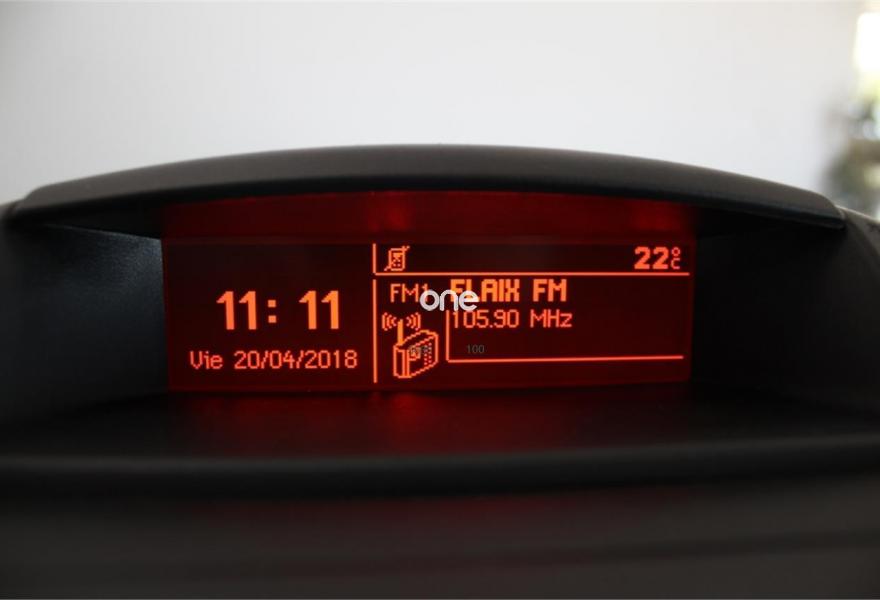 22°C
11:11
Vie 20/04/2018
FM1 FLAIX FM
105.90 MHz
one
100